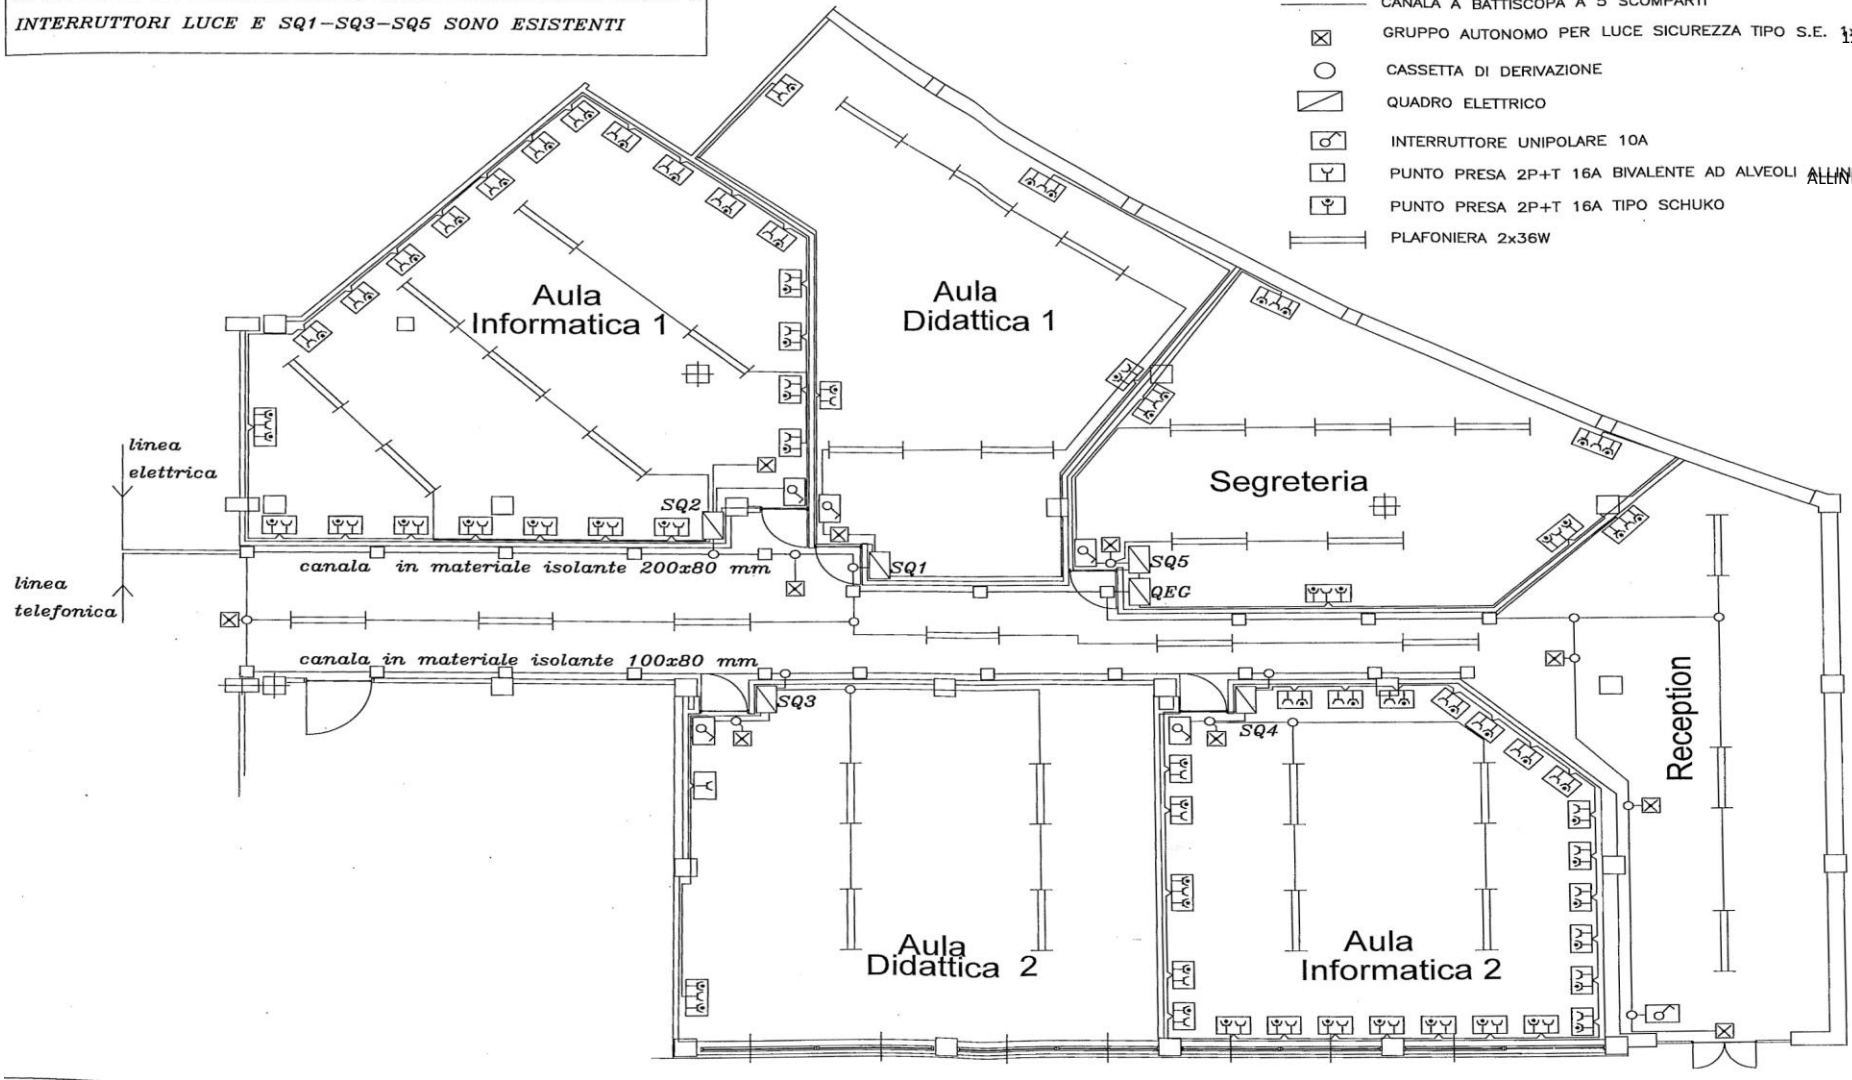 INTERRUTTORI LUCE E SQ1-SQ3-SQ5 SONO ESISTENTI
CANALA A BATTISCOPA A 5 SCOMPARTI
GRUPPO AUTONOMO PER LUCE SICUREZZA TIPO S.E.
CASSETTA DI DERIVAZIONE
QUADRO ELETTRICO
INTERRUTTORE UNIPOLARE 10A
PUNTO PRESA 2P+T 16A BIVALENTE AD ALVEOLI
PUNTO PRESA 2P+T 16A TIPO SCHUKO
PLAFONIERA 2x36W
Aula
Informatica 1
Aula
Didattica 1
Segreteria
linea
elettrica
SQ2
SQ1
SQ5
QEG
canala in materiale isolante 200x80 mm
linea
telefonica
canala in materiale isolante 100x80 mm
SQ3
SQ4
Reception
Aula
Didattica 2
Aula
Informatica 2